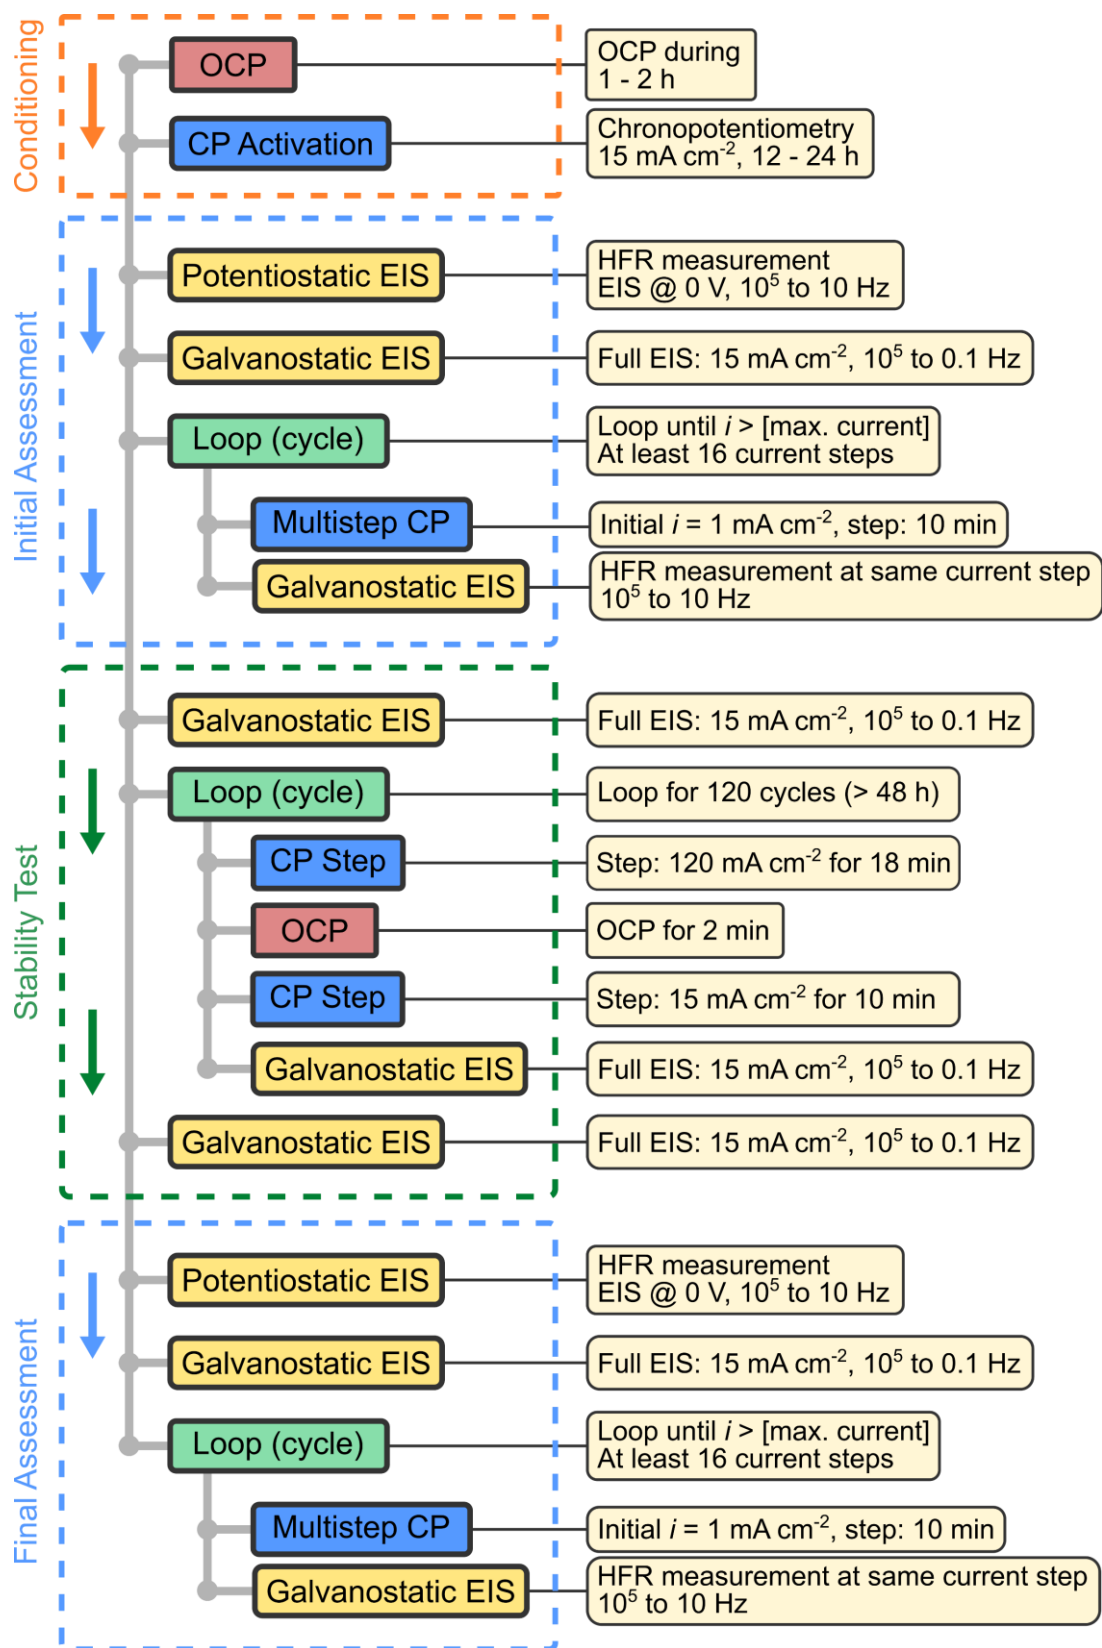 Conditioning
OCP
OCP during
1 - 2 h
CP Activation
Chronopotentiometry
15 mA cm⁻², 12 - 24 h
Initial Assessment
Potentiostatic EIS
HFR measurement
EIS @ 0 V, 10⁵ to 10 Hz
Galvanostatic EIS
Full EIS: 15 mA cm⁻², 10⁵ to 0.1 Hz
Loop (cycle)
Loop until i > [max. current]
At least 16 current steps
Multistep CP
Initial i = 1 mA cm⁻², step: 10 min
Galvanostatic EIS
HFR measurement at same current step
10⁵ to 10 Hz
Stability Test
Galvanostatic EIS
Full EIS: 15 mA cm⁻², 10⁵ to 0.1 Hz
Loop (cycle)
Loop for 120 cycles (> 48 h)
CP Step
Step: 120 mA cm⁻² for 18 min
OCP
OCP for 2 min
CP Step
Step: 15 mA cm⁻² for 10 min
Galvanostatic EIS
Full EIS: 15 mA cm⁻², 10⁵ to 0.1 Hz
Galvanostatic EIS
Full EIS: 15 mA cm⁻², 10⁵ to 0.1 Hz
Final Assessment
Potentiostatic EIS
HFR measurement
EIS @ 0 V, 10⁵ to 10 Hz
Galvanostatic EIS
Full EIS: 15 mA cm⁻², 10⁵ to 0.1 Hz
Loop (cycle)
Loop until i > [max. current]
At least 16 current steps
Multistep CP
Initial i = 1 mA cm⁻², step: 10 min
Galvanostatic EIS
HFR measurement at same current step
10⁵ to 10 Hz